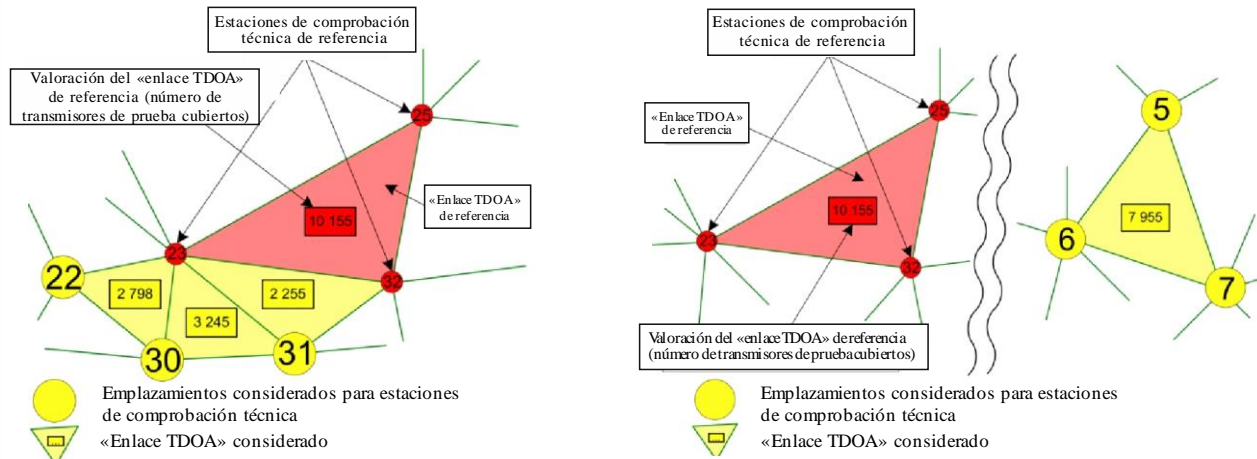 Estaciones de comprobación
técnica de referencia
Valoración del «enlace TDOA»
de referencia (número de
transmisores de prueba cubiertos)
25
«Enlace TDOA»
de referencia
10 155
23
32
22
2 798
2 255
3 245
30
31
Emplazamientos considerados para estaciones
de comprobación técnica
«Enlace TDOA» considerado
Estaciones de comprobación
técnica de referencia
«Enlace TDOA»
de referencia
25
10 155
23
32
Valoración del «enlace TDOA» de referencia
(número de transmisores de prueba cubiertos)
5
7 955
6
7
Emplazamientos considerados para estaciones
de comprobación técnica
«Enlace TDOA» considerado